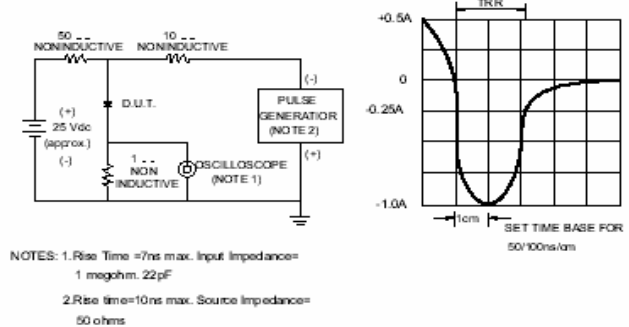 50 --
NONINDUCTIVE
10 --
NONINDUCTIVE
(+)
25 Vdc
(approx.)
(-)
D.U.T.
1 --
NON
INDUCTIVE
OSCILLOSCOPE
(NOTE 1)
(-)
PULSE
GENERATIOR
(NOTE 2)
(+)
TRR
+0.5A
0
-0.25A
-1.0A
1cm
SET TIME BASE FOR
50/100ns/cm
NOTES: 1.Rise Time =7ns max. Input Impedance=
1 megohm. 22pF
2.Rise time=10ns max. Source Impedance=
50 ohms